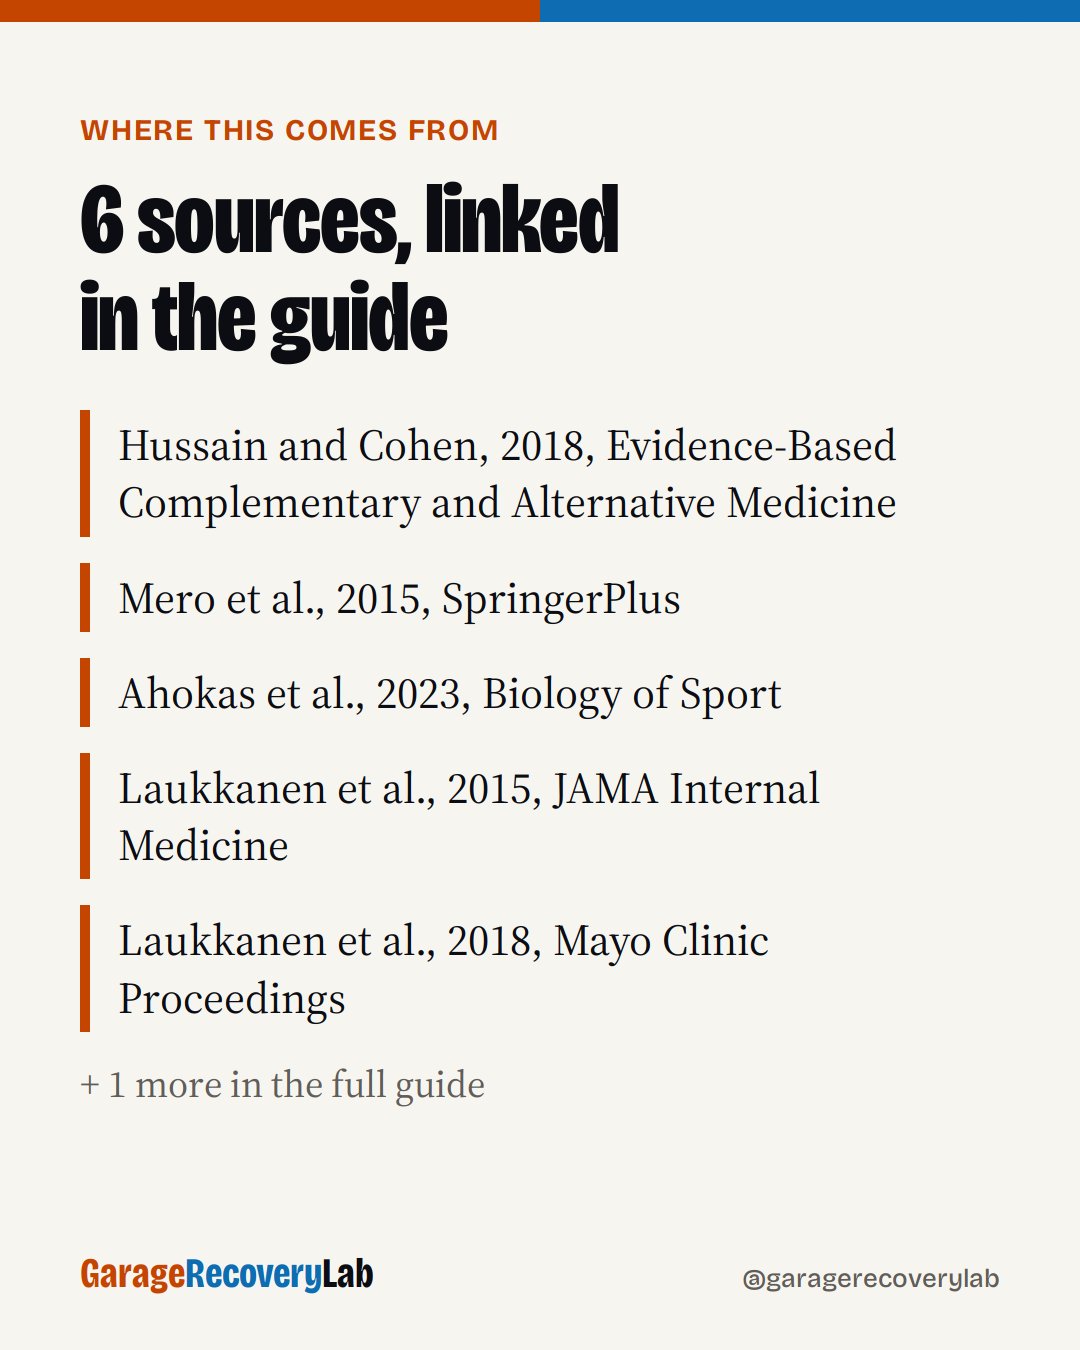 WHERE THIS COMES FROM
6 sources, linked
in the guide
Hussain and Cohen, 2018, Evidence-Based
Complementary and Alternative Medicine
Mero et al., 2015, SpringerPlus
Ahokas et al., 2023, Biology of Sport
Laukkanen et al., 2015, JAMA Internal
Medicine
Laukkanen et al., 2018, Mayo Clinic
Proceedings
+ 1 more in the full guide
GarageRecoveryLab
@garagerecoverylab